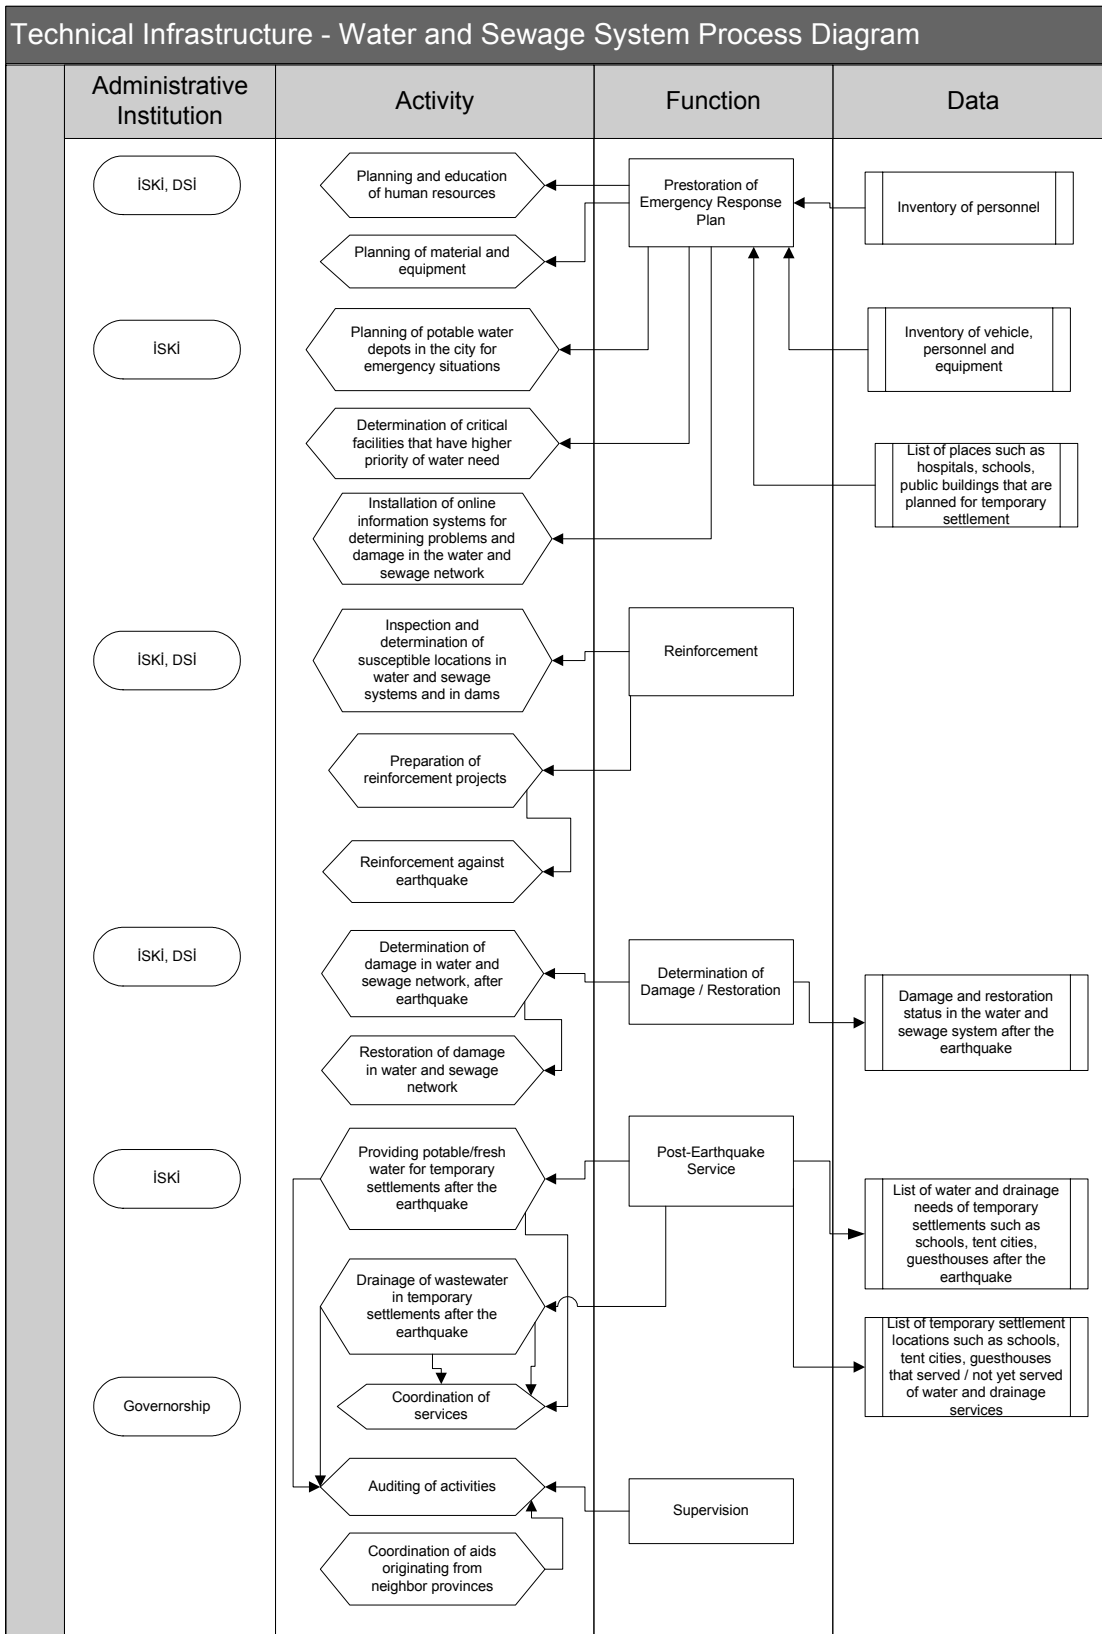 Technical Infrastructure - Water and Sewage System Process Diagram
Administrative
Institution
Activity
Function
Data
İSKİ, DSİ
Planning and education
of human resources
Prestoration of
Emergency Response
Plan
Inventory of personnel
Planning of material and
equipment
İSKİ
Planning of potable water
depots in the city for
emergency situations
Inventory of vehicle,
personnel and
equipment
Determination of critical
facilities that have higher
priority of water need
List of places such as
hospitals, schools,
public buildings that are
planned for temporary
settlement
Installation of online
information systems for
determining problems and
damage in the water and
sewage network
İSKİ, DSİ
Inspection and
determination of
susceptible locations in
water and sewage
systems and in dams
Reinforcement
Preparation of
reinforcement projects
Reinforcement against
earthquake
İSKİ, DSİ
Determination of
damage in water and
sewage network, after
earthquake
Determination of
Damage / Restoration
Damage and restoration
status in the water and
sewage system after the
earthquake
Restoration of damage
in water and sewage
network
İSKİ
Providing potable/fresh
water for temporary
settlements after the
earthquake
Post-Earthquake
Service
List of water and drainage
needs of temporary
settlements such as
schools, tent cities,
guesthouses after the
earthquake
Drainage of wastewater
in temporary
settlements after the
earthquake
List of temporary settlement
locations such as schools,
tent cities, guesthouses
that served / not yet served
of water and drainage
services
Governorship
Coordination of
services
Auditing of activities
Supervision
Coordination of aids
originating from
neighbor provinces